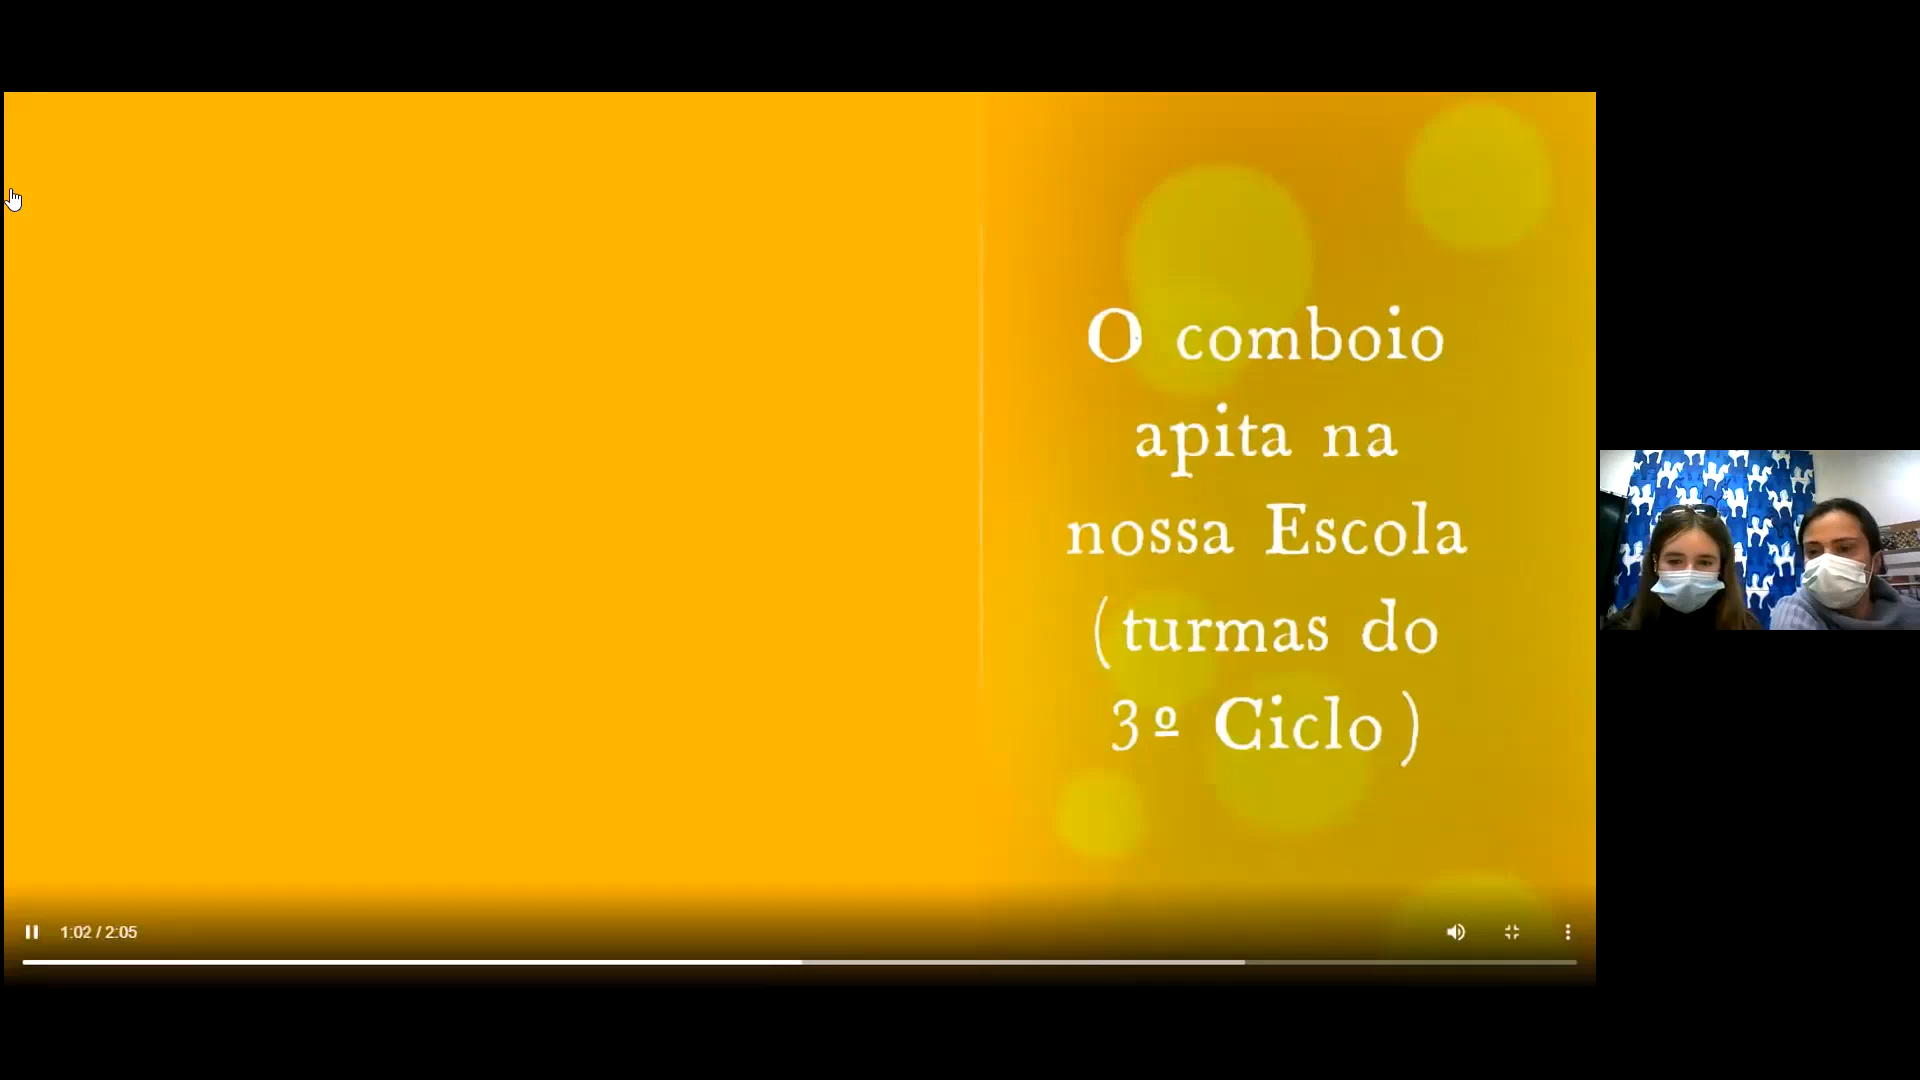 O comboio
apita na
nossa Escola
(turmas do
3º Ciclo)
1:02 / 2:05